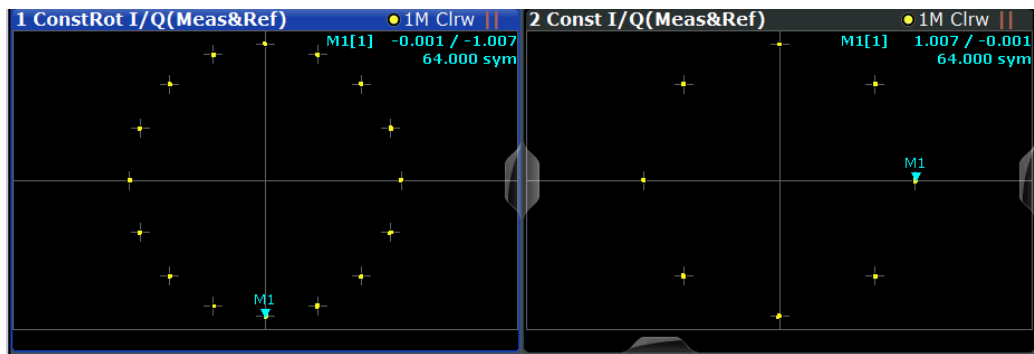 1 ConstRot I/Q(Meas&Ref) 1M Clrw
M1[1] -0.001 / -1.007
64.000 sym
M1
2 Const I/Q(Meas&Ref) 1M Clrw
M1[1] 1.007 / -0.001
64.000 sym
M1